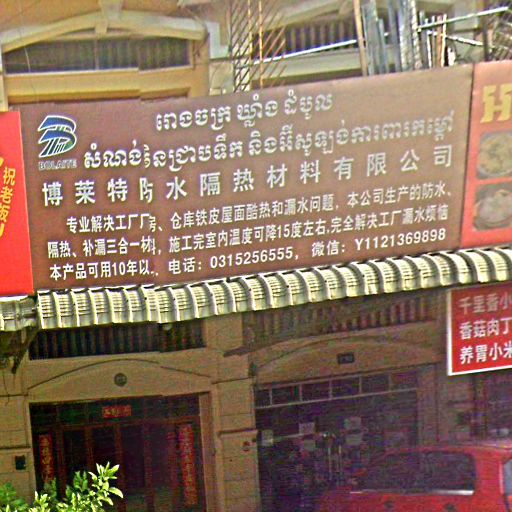 រោងចក្រ ឃ្លាំង ដំបូល
BOLAITE
សំណង់ និងជ្រាបទឹក និងអ៊ីសូឡង់ការពារកម្ដៅ
博莱特防水隔热材料有限公司
专业解决工厂厂房、仓库铁皮屋面酷热和漏水问题，本公司生产的防水、
隔热、补漏三合一材料，施工完室内温度可降15度左右,完全解决工厂漏水烦恼
本产品可用10年以 电话：0315256555，微信：Y1121369898
祝老板
H
千里香小
香菇肉丁
养胃小米